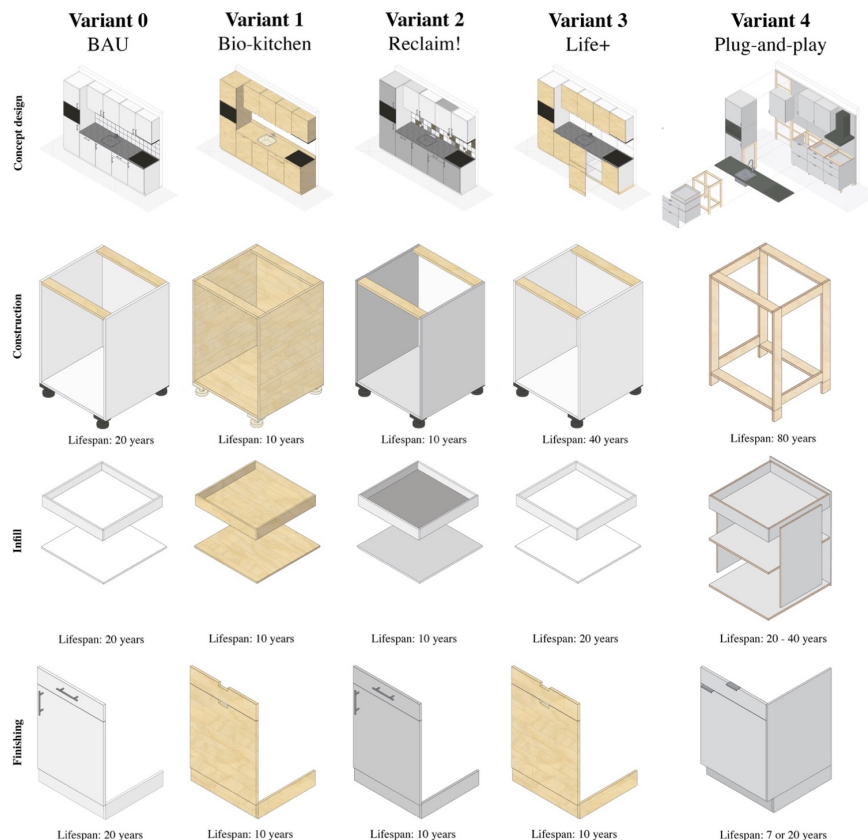 Variant 0 Variant 1 Variant 2 Variant 3 Variant 4
BAU Bio-kitchen Reclaim! Life+ Plug-and-play
Concept design
Construction
Lifespan: 20 years Lifespan: 10 years Lifespan: 10 years Lifespan: 40 years Lifespan: 80 years
Infill
Lifespan: 20 years Lifespan: 10 years Lifespan: 10 years Lifespan: 20 years Lifespan: 20 - 40 years
Finishing
Lifespan: 20 years Lifespan: 10 years Lifespan: 10 years Lifespan: 10 years Lifespan: 7 or 20 years